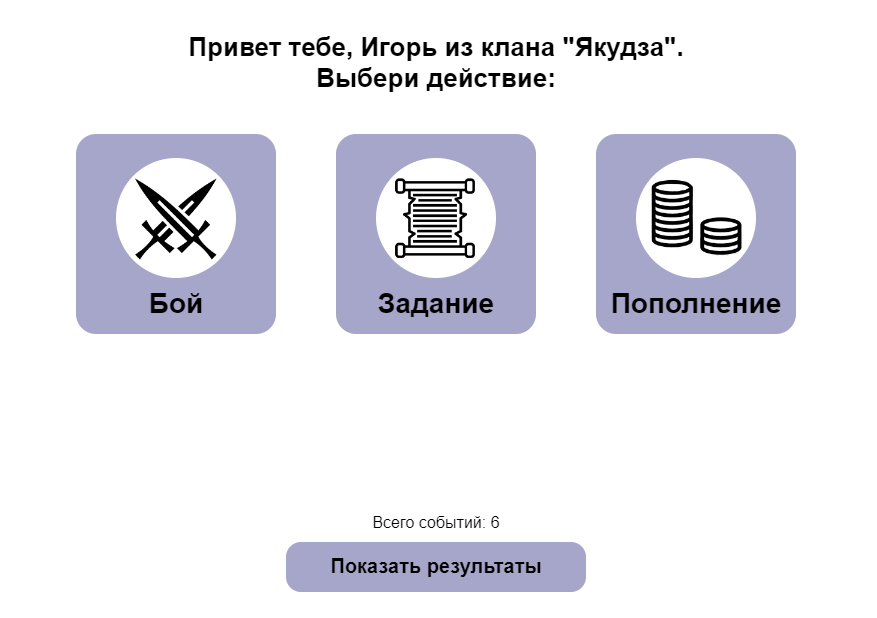 Привет тебе, Игорь из клана "Якудза".
Выбери действие:
Бой
Задание
Пополнение
Всего событий: 6
Показать результаты